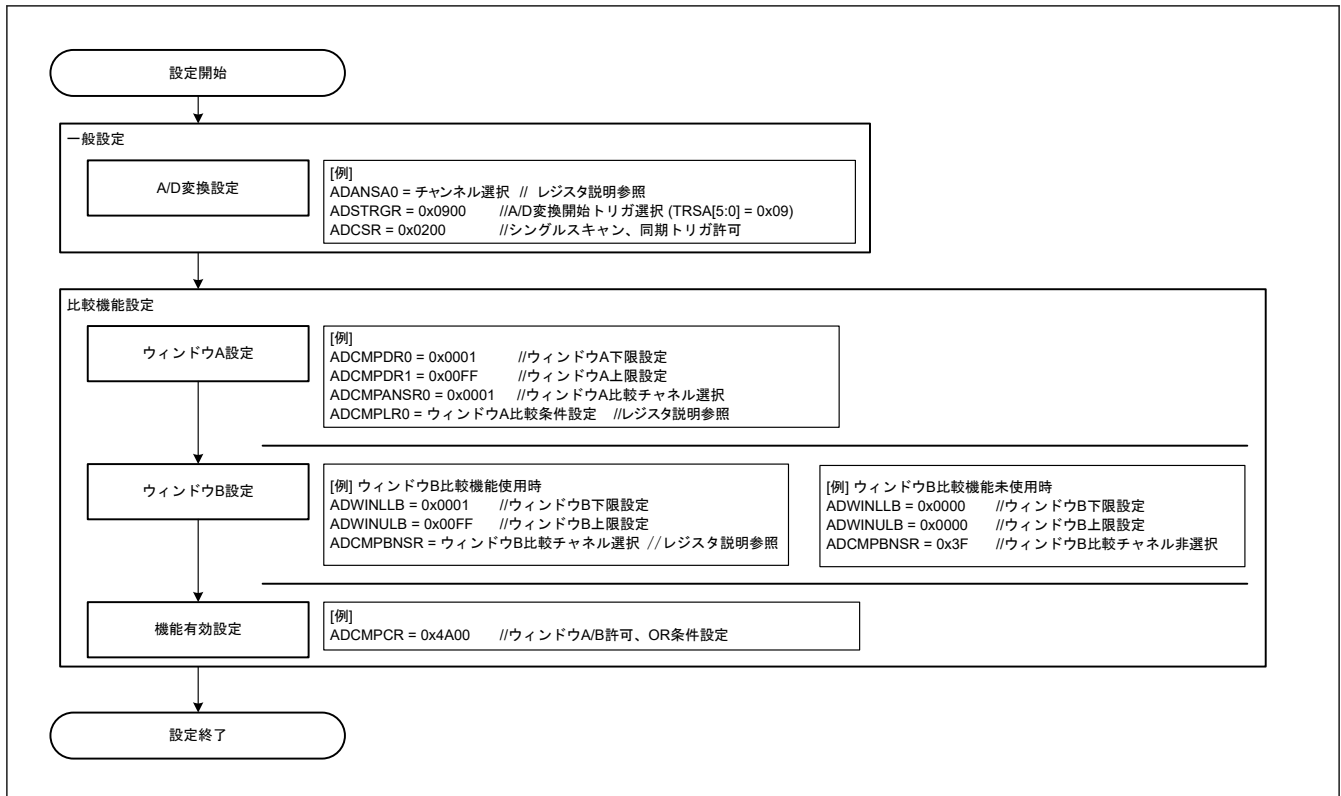 設定開始
一般設定
A/D変換設定
[例]
ADANSA0 = チャンネル選択 // レジスタ説明参照
ADSTRGR = 0x0900 //A/D変換開始トリガ選択 (TRSA[5:0] = 0x09)
ADCSR = 0x0200 //シングルスキャン、同期トリガ許可
比較機能設定
ウィンドウA設定
[例]
ADCMPDR0 = 0x0001 //ウィンドウA下限設定
ADCMPDR1 = 0x00FF //ウィンドウA上限設定
ADCMPANSR0 = 0x0001 //ウィンドウA比較チャネル選択
ADCMPLR0 = ウィンドウA比較条件設定 //レジスタ説明参照
ウィンドウB設定
[例] ウィンドウB比較機能使用時
ADWINLLB = 0x0001 //ウィンドウB下限設定
ADWINULB = 0x00FF //ウィンドウB上限設定
ADCMPBNSR = ウィンドウB比較チャネル選択 //レジスタ説明参照
[例] ウィンドウB比較機能未使用時
ADWINLLB = 0x0000 //ウィンドウB下限設定
ADWINULB = 0x0000 //ウィンドウB上限設定
ADCMPBNSR = 0x3F //ウィンドウB比較チャネル非選択
機能有効設定
[例]
ADCMPCR = 0x4A00 //ウィンドウA/B許可、OR条件設定
設定終了